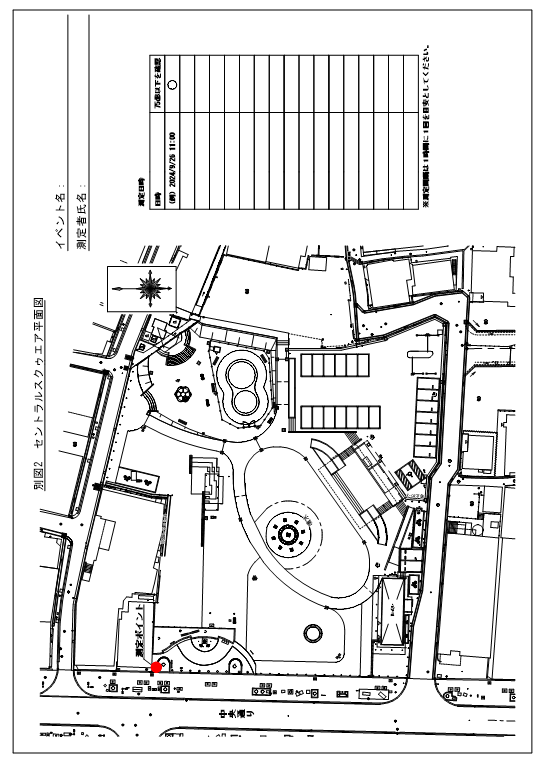 別図2　セントラルスクウエア平面図
イベント名：
測定者氏名：
測定日時
日時
75dB以下を確認
(例) 2024/9/26 11:00
○
※測定間隔は1時間に1回を目安としてください。
測定ポイント
中央通り